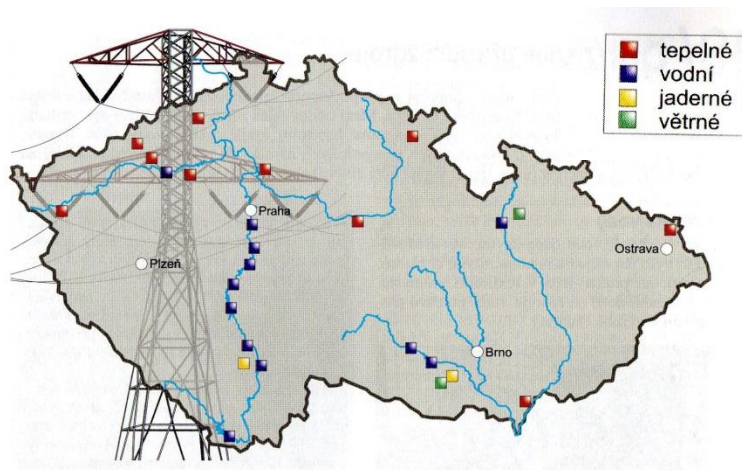 tepelné
vodní
jaderné
větrné
Praha
Plzeň
Ostrava
Brno